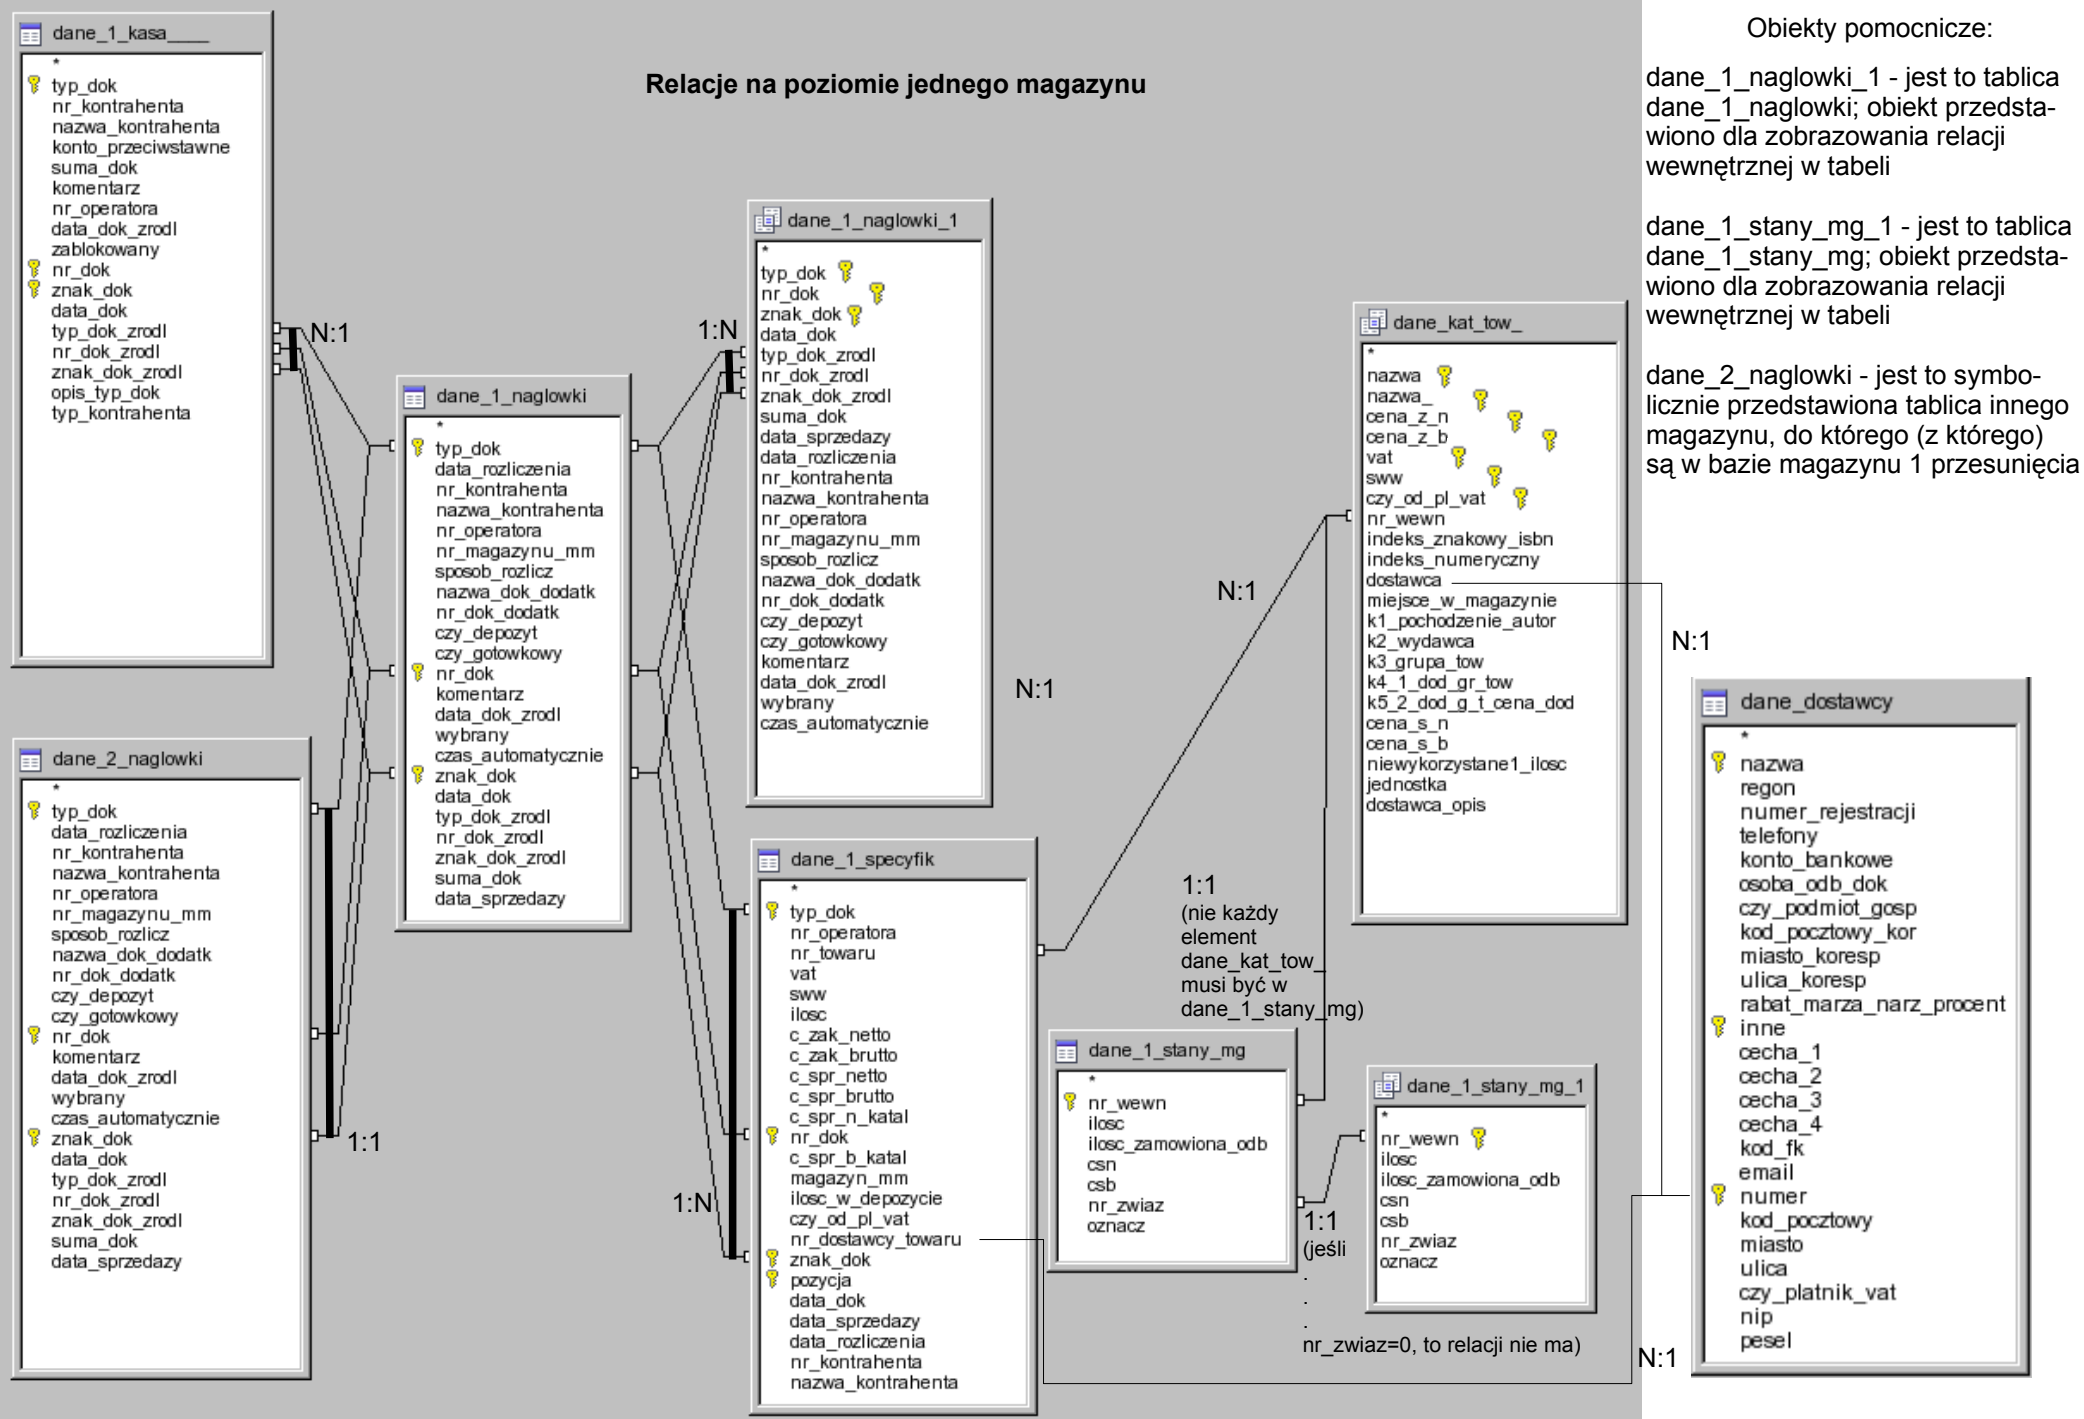 Relacje na poziomie jednego magazynu
dane_1_kasa____
*
typ_dok
nr_kontrahenta
nazwa_kontrahenta
konto_przeciwstawne
suma_dok
komentarz
nr_operatora
data_dok_zrodl
zablokowany
nr_dok
znak_dok
data_dok
typ_dok_zrodl
nr_dok_zrodl
znak_dok_zrodl
opis_typ_dok
typ_kontrahenta
N:1
dane_2_naglowki
*
typ_dok
data_rozliczenia
nr_kontrahenta
nazwa_kontrahenta
nr_operatora
nr_magazynu_mm
sposob_rozlicz
nazwa_dok_dodatk
nr_dok_dodatk
czy_depozyt
czy_gotowkowy
nr_dok
komentarz
data_dok_zrodl
wybrany
czas_automatycznie
znak_dok
data_dok
typ_dok_zrodl
nr_dok_zrodl
znak_dok_zrodl
suma_dok
data_sprzedazy
1:1
dane_1_naglowki
*
typ_dok
data_rozliczenia
nr_kontrahenta
nazwa_kontrahenta
nr_operatora
nr_magazynu_mm
sposob_rozlicz
nazwa_dok_dodatk
nr_dok_dodatk
czy_depozyt
czy_gotowkowy
nr_dok
komentarz
data_dok_zrodl
wybrany
czas_automatycznie
znak_dok
data_dok
typ_dok_zrodl
nr_dok_zrodl
znak_dok_zrodl
suma_dok
data_sprzedazy
1:N
dane_1_naglowki_1
*
typ_dok
nr_dok
znak_dok
data_dok
typ_dok_zrodl
nr_dok_zrodl
znak_dok_zrodl
suma_dok
data_sprzedazy
data_rozliczenia
nr_kontrahenta
nazwa_kontrahenta
nr_operatora
nr_magazynu_mm
sposob_rozlicz
nazwa_dok_dodatk
nr_dok_dodatk
czy_depozyt
czy_gotowkowy
komentarz
data_dok_zrodl
wybrany
czas_automatycznie
N:1
1:N
dane_1_specyfik
*
typ_dok
nr_operatora
nr_towaru
vat
sww
ilosc
c_zak_netto
c_zak_brutto
c_spr_netto
c_spr_brutto
c_spr_n_katal
nr_dok
c_spr_b_katal
magazyn_mm
ilosc_w_depozycie
czy_od_pl_vat
nr_dostawcy_towaru
znak_dok
pozycja
data_dok
data_sprzedazy
data_rozliczenia
nr_kontrahenta
nazwa_kontrahenta
N:1
1:1
(nie każdy
element
dane_kat_tow_
musi być w
dane_1_stany_mg)
dane_1_stany_mg
*
nr_wewn
ilosc
ilosc_zamowiona_odb
csn
csb
nr_zwiaz
oznacz
1:1
(jeśli
.
.
.
nr_zwiaz=0, to relacji nie ma)
dane_1_stany_mg_1
*
nr_wewn
ilosc
ilosc_zamowiona_odb
csn
csb
nr_zwiaz
oznacz
dane_kat_tow_
*
nazwa
nazwa_
cena_z_n
cena_z_b
vat
sww
czy_od_pl_vat
nr_wewn
indeks_znakowy_isbn
indeks_numeryczny
dostawca
miejsce_w_magazynie
k1_pochodzenie_autor
k2_wydawca
k3_grupa_tow
k4_1_dod_gr_tow
k5_2_dod_g_t_cena_dod
cena_s_n
cena_s_b
niewykorzystane1_ilosc
jednostka
dostawca_opis
N:1
N:1
dane_dostawcy
*
nazwa
regon
numer_rejestracji
telefony
konto_bankowe
osoba_odb_dok
czy_podmiot_gosp
kod_pocztowy_kor
miasto_koresp
ulica_koresp
rabat_marza_narz_procent
inne
cecha_1
cecha_2
cecha_3
cecha_4
kod_fk
email
numer
kod_pocztowy
miasto
ulica
czy_platnik_vat
nip
pesel
Obiekty pomocnicze:
dane_1_naglowki_1 - jest to tablica
dane_1_naglowki; obiekt przedsta-
wiono dla zobrazowania relacji
wewnętrznej w tabeli
dane_1_stany_mg_1 - jest to tablica
dane_1_stany_mg; obiekt przedsta-
wiono dla zobrazowania relacji
wewnętrznej w tabeli
dane_2_naglowki - jest to symbo-
licznie przedstawiona tablica innego
magazynu, do którego (z którego)
są w bazie magazynu 1 przesunięcia